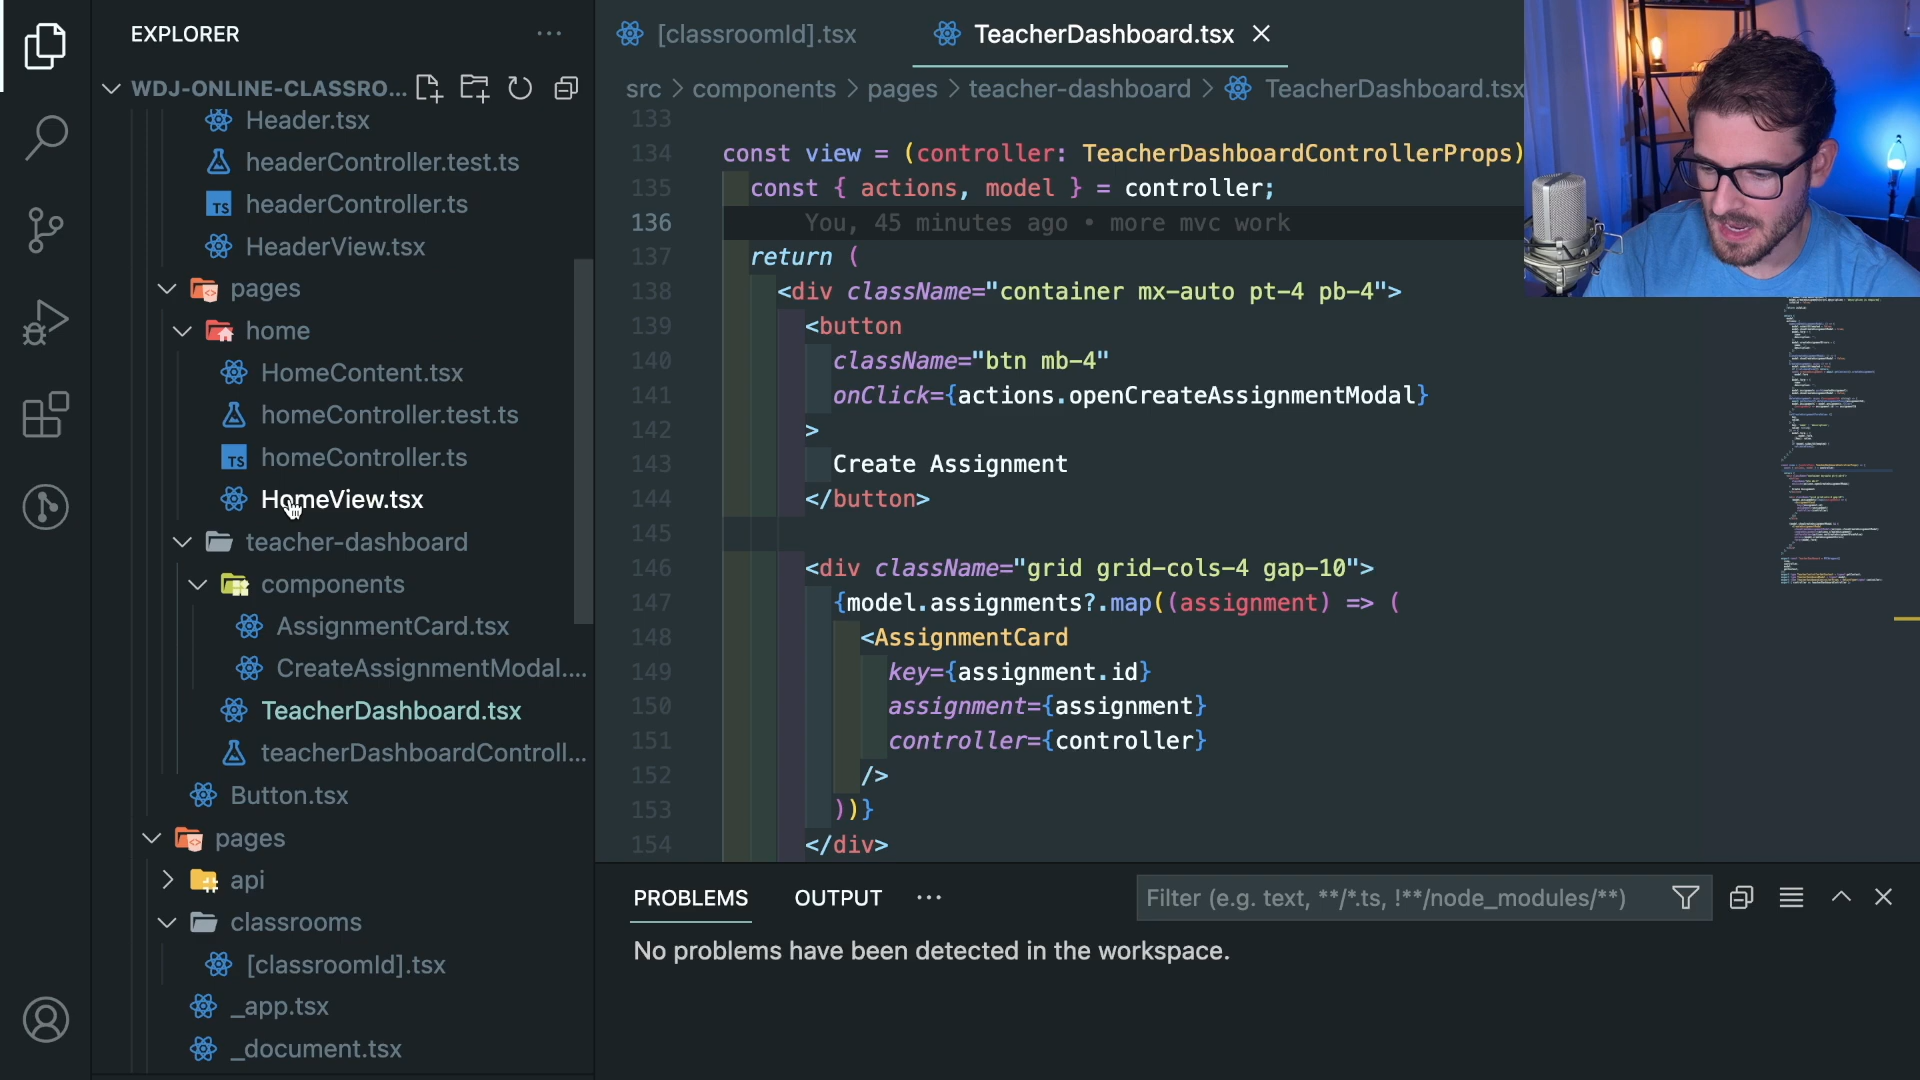 EXPLORER
WDJ-ONLINE-CLASSRO...
Header.tsx
headerController.test.ts
TS headerController.ts
HeaderView.tsx
pages
home
HomeContent.tsx
homeController.test.ts
TS homeController.ts
HomeView.tsx
teacher-dashboard
components
AssignmentCard.tsx
CreateAssignmentModal....
TeacherDashboard.tsx
teacherDashboardControll...
Button.tsx
pages
api
classrooms
[classroomId].tsx
_app.tsx
_document.tsx
[classroomId].tsx
TeacherDashboard.tsx
src > components > pages > teacher-dashboard > TeacherDashboard.tsx
133
134 const view = (controller: TeacherDashboardControllerProps)
135 const { actions, model } = controller;
136 You, 45 minutes ago • more mvc work
137 return (
138 <div className="container mx-auto pt-4 pb-4">
139 <button
140 className="btn mb-4"
141 onClick={actions.openCreateAssignmentModal}
142 >
143 Create Assignment
144 </button>
145
146 <div className="grid grid-cols-4 gap-10">
147 {model.assignments?.map((assignment) => (
148 <AssignmentCard
149 key={assignment.id}
150 assignment={assignment}
151 controller={controller}
152 />
153 ))}
154 </div>
PROBLEMS OUTPUT ...
Filter (e.g. text, **/*.ts, !**/node_modules/**)
No problems have been detected in the workspace.